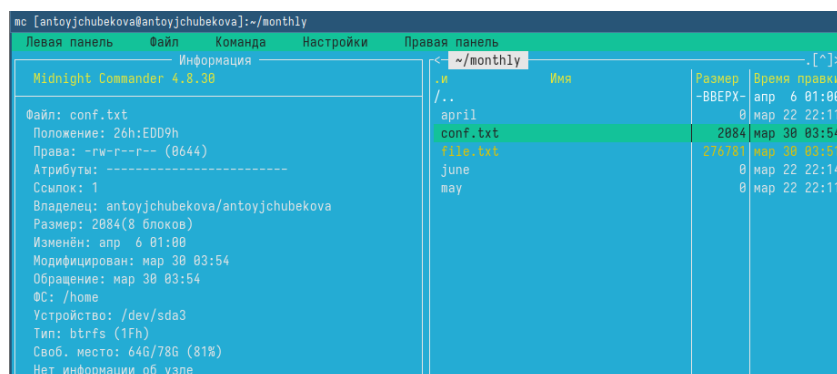 mc [antoyjchubekova@antoyjchubekova]:~/monthly
Левая панель Файл Команда Настройки Правая панель
Информация
Midnight Commander 4.8.30
Файл: conf.txt
Положение: 26h:EDD9h
Права: -rw-r--r-- (0644)
Атрибуты: -------------------------
Ссылок: 1
Владелец: antoyjchubekova/antoyjchubekova
Размер: 2084(8 блоков)
Изменён: апр 6 01:00
Модифицирован: мар 30 03:54
Обращение: мар 30 03:54
ФС: /home
Устройство: /dev/sda3
Тип: btrfs (1Fh)
Своб. место: 64G/78G (81%)
Нет информации об узле
<- ~/monthly .[^]>
.и Имя Размер Время правки
/.. -ВВЕРХ- апр 6 01:00
april 0 мар 22 22:11
conf.txt 2084 мар 30 03:54
file.txt 276781 мар 30 03:51
june 0 мар 22 22:14
may 0 мар 22 22:11